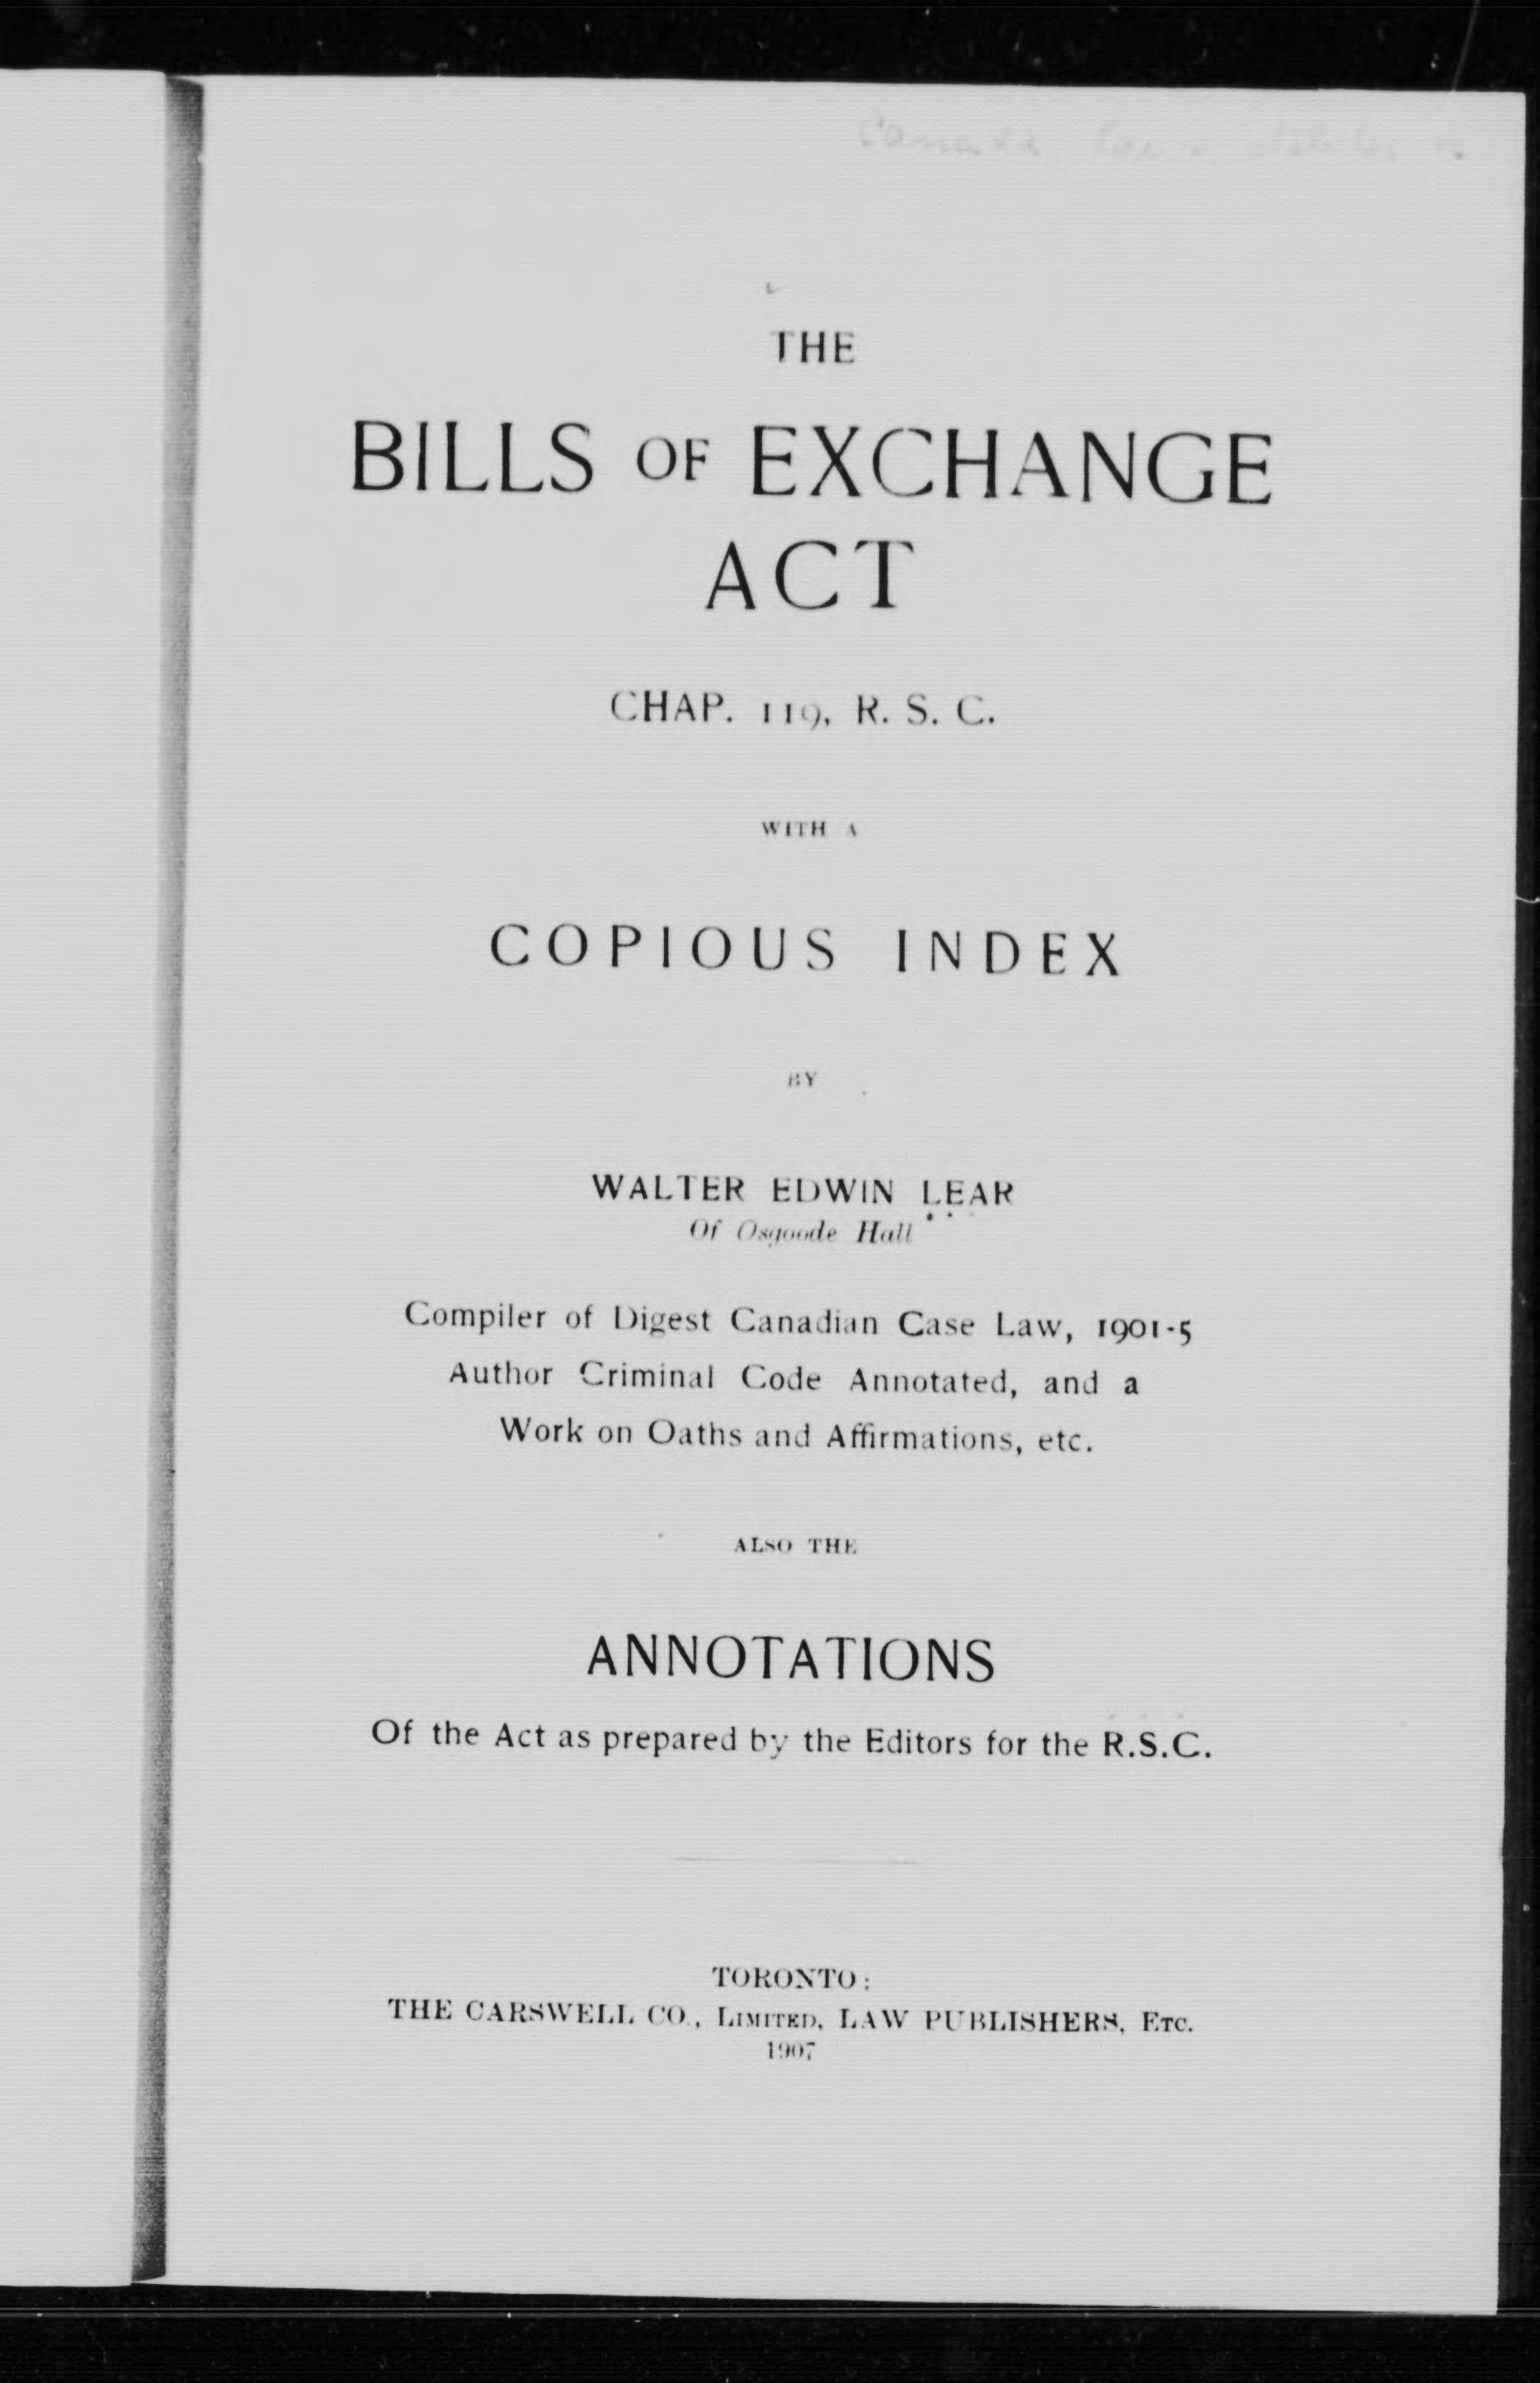 THE
BILLS OF EXCHANGE
ACT
CHAP. 119, R. S. C.
WITH A
COPIOUS INDEX
BY
WALTER EDWIN LEAR
Of Osgoode Hall
Compiler of Digest Canadian Case Law, 1901-5
Author Criminal Code Annotated, and a
Work on Oaths and Affirmations, etc.
ALSO THE
ANNOTATIONS
Of the Act as prepared by the Editors for the R.S.C.
TORONTO:
THE CARSWELL CO., LIMITED, LAW PUBLISHERS, ETC.
1907